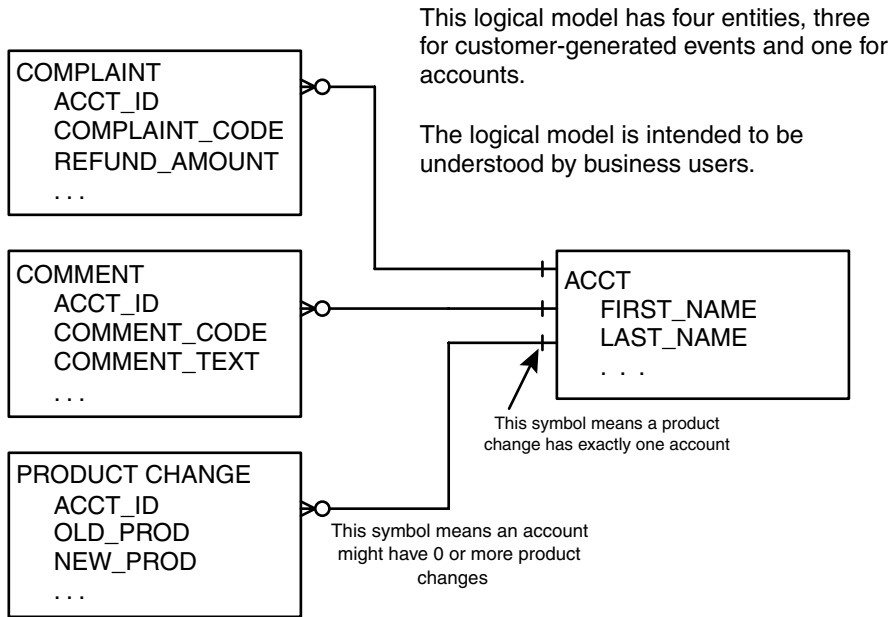 This logical model has four entities, three
for customer-generated events and one for
accounts.
The logical model is intended to be
understood by business users.
COMPLAINT
ACCT_ID
COMPLAINT_CODE
REFUND_AMOUNT
. . .
COMMENT
ACCT_ID
COMMENT_CODE
COMMENT_TEXT
. . .
ACCT
FIRST_NAME
LAST_NAME
. . .
This symbol means a product
change has exactly one account
PRODUCT CHANGE
ACCT_ID
OLD_PROD
NEW_PROD
. . .
This symbol means an account
might have 0 or more product
changes